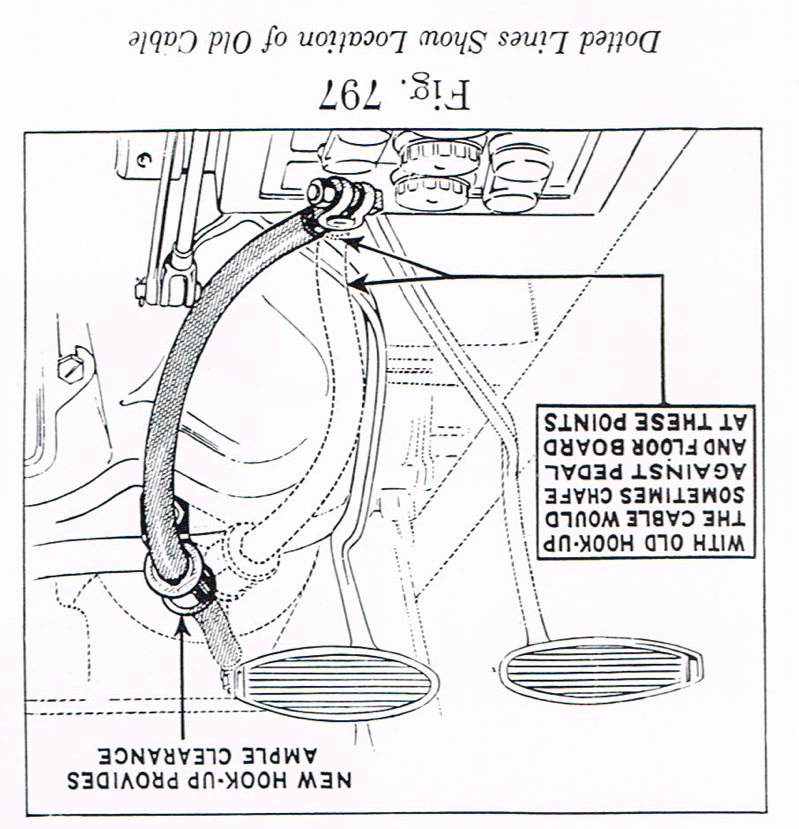 NEW HOOK-UP PROVIDES
AMPLE CLEARANCE
WITH OLD HOOK-UP
THE CABLE WOULD
SOMETIMES CHAFE
AGAINST PEDAL
AND FLOOR BOARD
AT THESE POINTS
Fig. 797
Dotted Lines Show Location of Old Cable